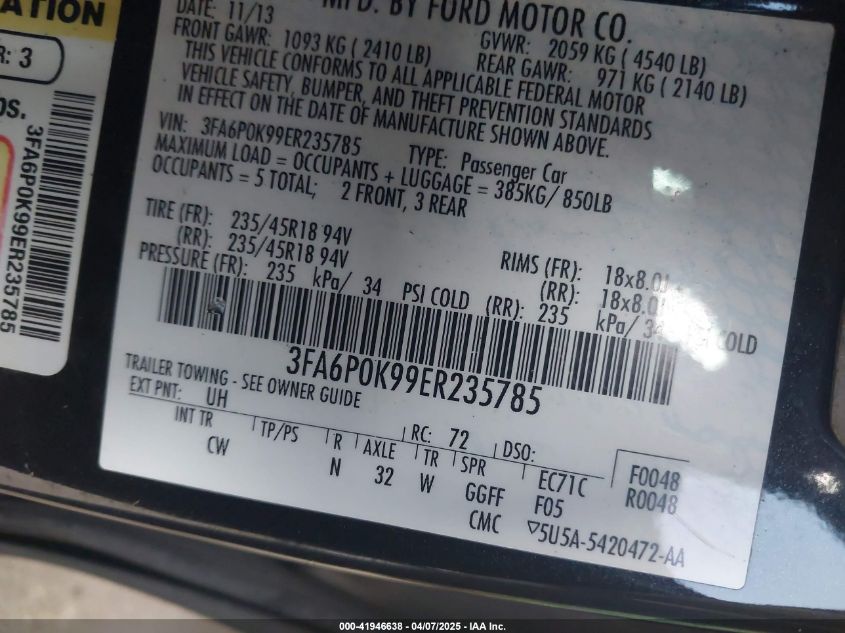 ATION
R: 3
bs.
3FA6P0K99ER235785
MFD. BY FORD MOTOR CO.
DATE: 11/13 GVWR: 2059 KG ( 4540 LB)
FRONT GAWR: 1093 KG ( 2410 LB) REAR GAWR: 971 KG ( 2140 LB)
THIS VEHICLE CONFORMS TO ALL APPLICABLE FEDERAL MOTOR
VEHICLE SAFETY, BUMPER, AND THEFT PREVENTION STANDARDS
IN EFFECT ON THE DATE OF MANUFACTURE SHOWN ABOVE.
VIN: 3FA6P0K99ER235785 TYPE: Passenger Car
MAXIMUM LOAD = OCCUPANTS + LUGGAGE = 385KG/ 850LB
OCCUPANTS = 5 TOTAL; 2 FRONT, 3 REAR
TIRE (FR): 235/45R18 94V RIMS (FR): 18x8.0J
(RR): 235/45R18 94V (RR): 18x8.0J
PRESSURE (FR): 235 kPa/ 34 PSI COLD (RR): 235 kPa/ 34 PSI COLD
3FA6P0K99ER235785
TRAILER TOWING - SEE OWNER GUIDE
EXT PNT: UH RC: 72 DSO:
INT TR TP/PS R AXLE TR SPR EC71C F0048
CW N 32 W GGFF F05 R0048
CMC ▽5U5A-5420472-AA
000-41946638 - 04/07/2025 - IAA Inc.